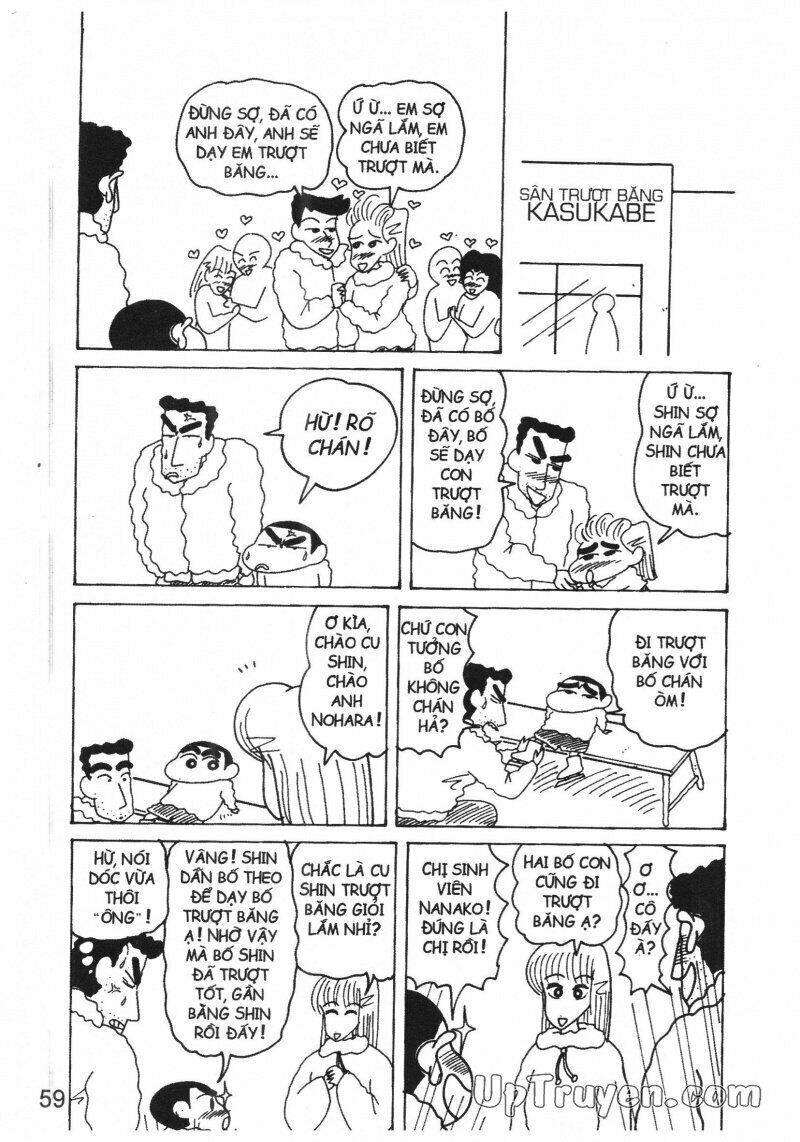 SÂN TRƯỢT BĂNG
KASUKABE
Ứ Ừ... EM SỢ
NGÃ LẮM, EM
CHƯA BIẾT
TRƯỢT MÀ.
ĐỪNG SỢ, ĐÃ CÓ
ANH ĐÂY, ANH SẼ
DẠY EM TRƯỢT
BĂNG...
Ứ Ừ...
SHIN SỢ
NGÃ LẮM,
SHIN CHƯA
BIẾT
TRƯỢT
MÀ.
ĐỪNG SỢ,
ĐÃ CÓ BỐ
ĐÂY, BỐ
SẼ DẠY
CON
TRƯỢT
BĂNG!
HỪ! RÕ
CHÁN!
ĐI TRƯỢT
BĂNG VỚI
BỐ CHÁN
ÒM!
CHỨ CON
TƯỞNG
BỐ
KHÔNG
CHÁN
HẢ?
Ơ KÌA,
CHÀO CU
SHIN,
CHÀO
ANH
NOHARA!
Ơ
Ơ...
CÔ
ĐẤY
À?
HAI BỐ CON
CŨNG ĐI
TRƯỢT
BĂNG Ạ?
CHỊ SINH
VIÊN
NANAKO!
ĐÚNG LÀ
CHỊ RỒI!
CHẮC LÀ CU
SHIN TRƯỢT
BĂNG GIỎI
LẮM NHỈ?
VÂNG! SHIN
DẪN BỐ THEO
ĐỂ DẠY BỐ
TRƯỢT BĂNG
Ạ! NHỜ VẬY
MÀ BỐ SHIN
ĐÃ TRƯỢT
TỐT, GẦN
BẰNG SHIN
RỒI ĐẤY!
HỪ, NÓI
DÓC VỪA
THÔI
"ÔNG"!
59
UpTruyen.com